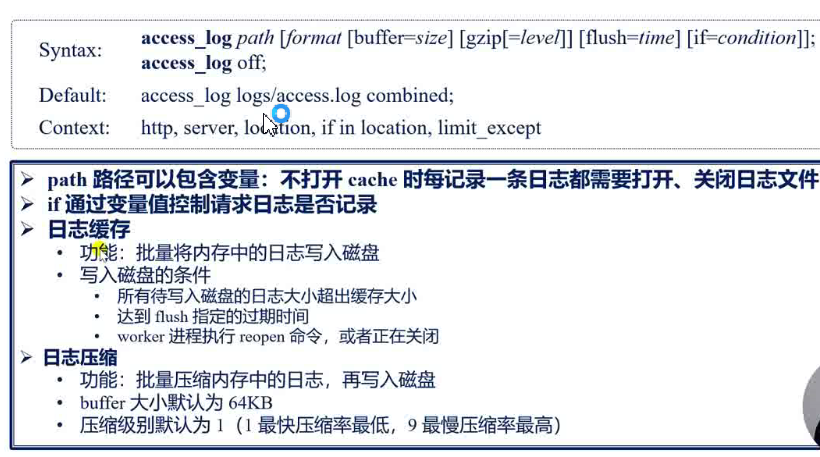 Syntax: access_log path [format [buffer=size] [gzip[=level]] [flush=time] [if=condition]];
access_log off;
Default: access_log logs/access.log combined;
Context: http, server, location, if in location, limit_except
➢ path 路径可以包含变量：不打开 cache 时每记录一条日志都需要打开、关闭日志文件
➢ if 通过变量值控制请求日志是否记录
➢ 日志缓存
• 功能：批量将内存中的日志写入磁盘
• 写入磁盘的条件
• 所有待写入磁盘的日志大小超出缓存大小
• 达到 flush 指定的过期时间
• worker 进程执行 reopen 命令，或者正在关闭
➢ 日志压缩
• 功能：批量压缩内存中的日志，再写入磁盘
• buffer 大小默认为 64KB
• 压缩级别默认为 1（1 最快压缩率最低，9 最慢压缩率最高）